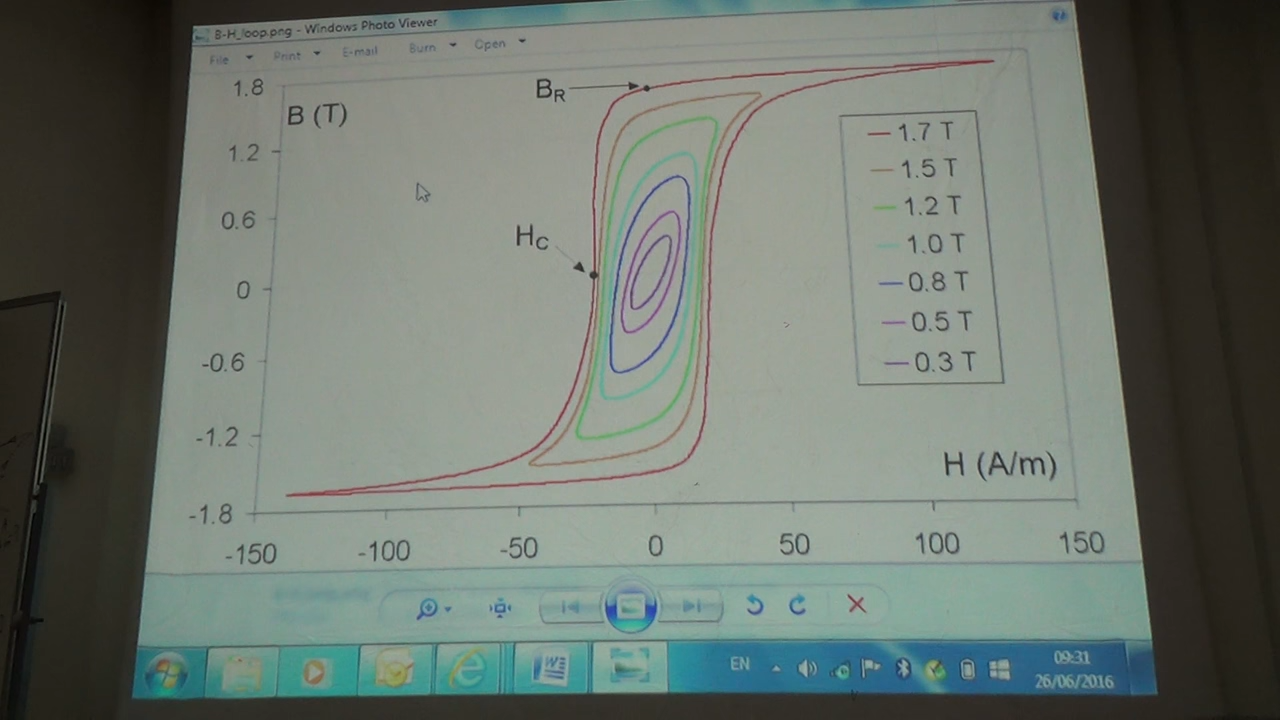 B-H_loop.png - Windows Photo Viewer
File Print E-mail Burn Open
B (T)
1.8
1.2
0.6
0
-0.6
-1.2
-1.8
BR
HC
1.7 T
1.5 T
1.2 T
1.0 T
0.8 T
0.5 T
0.3 T
H (A/m)
-150 -100 -50 0 50 100 150
EN
09:31
26/06/2016